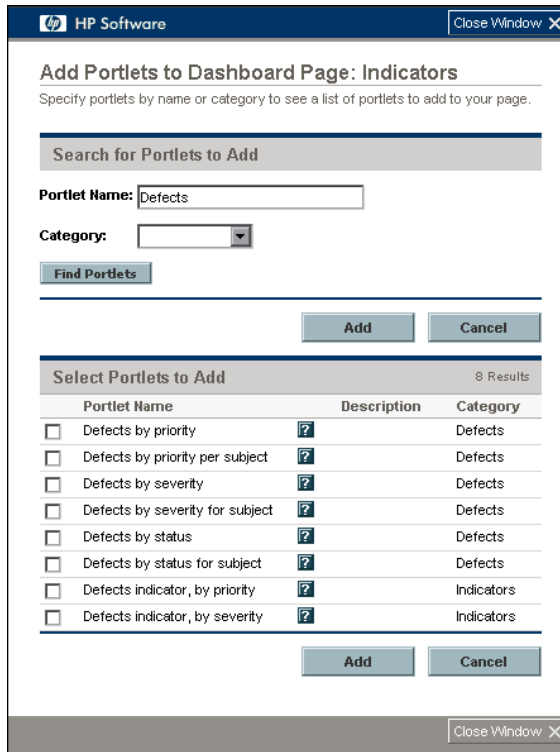 hp HP Software Close Window X
Add Portlets to Dashboard Page: Indicators
Specify portlets by name or category to see a list of portlets to add to your page.
Search for Portlets to Add
Portlet Name: Defects
Category:
Find Portlets
Add Cancel
Select Portlets to Add 8 Results
Portlet Name Description Category
Defects by priority ? Defects
Defects by priority per subject ? Defects
Defects by severity ? Defects
Defects by severity for subject ? Defects
Defects by status ? Defects
Defects by status for subject ? Defects
Defects indicator, by priority ? Indicators
Defects indicator, by severity ? Indicators
Add Cancel
Close Window X